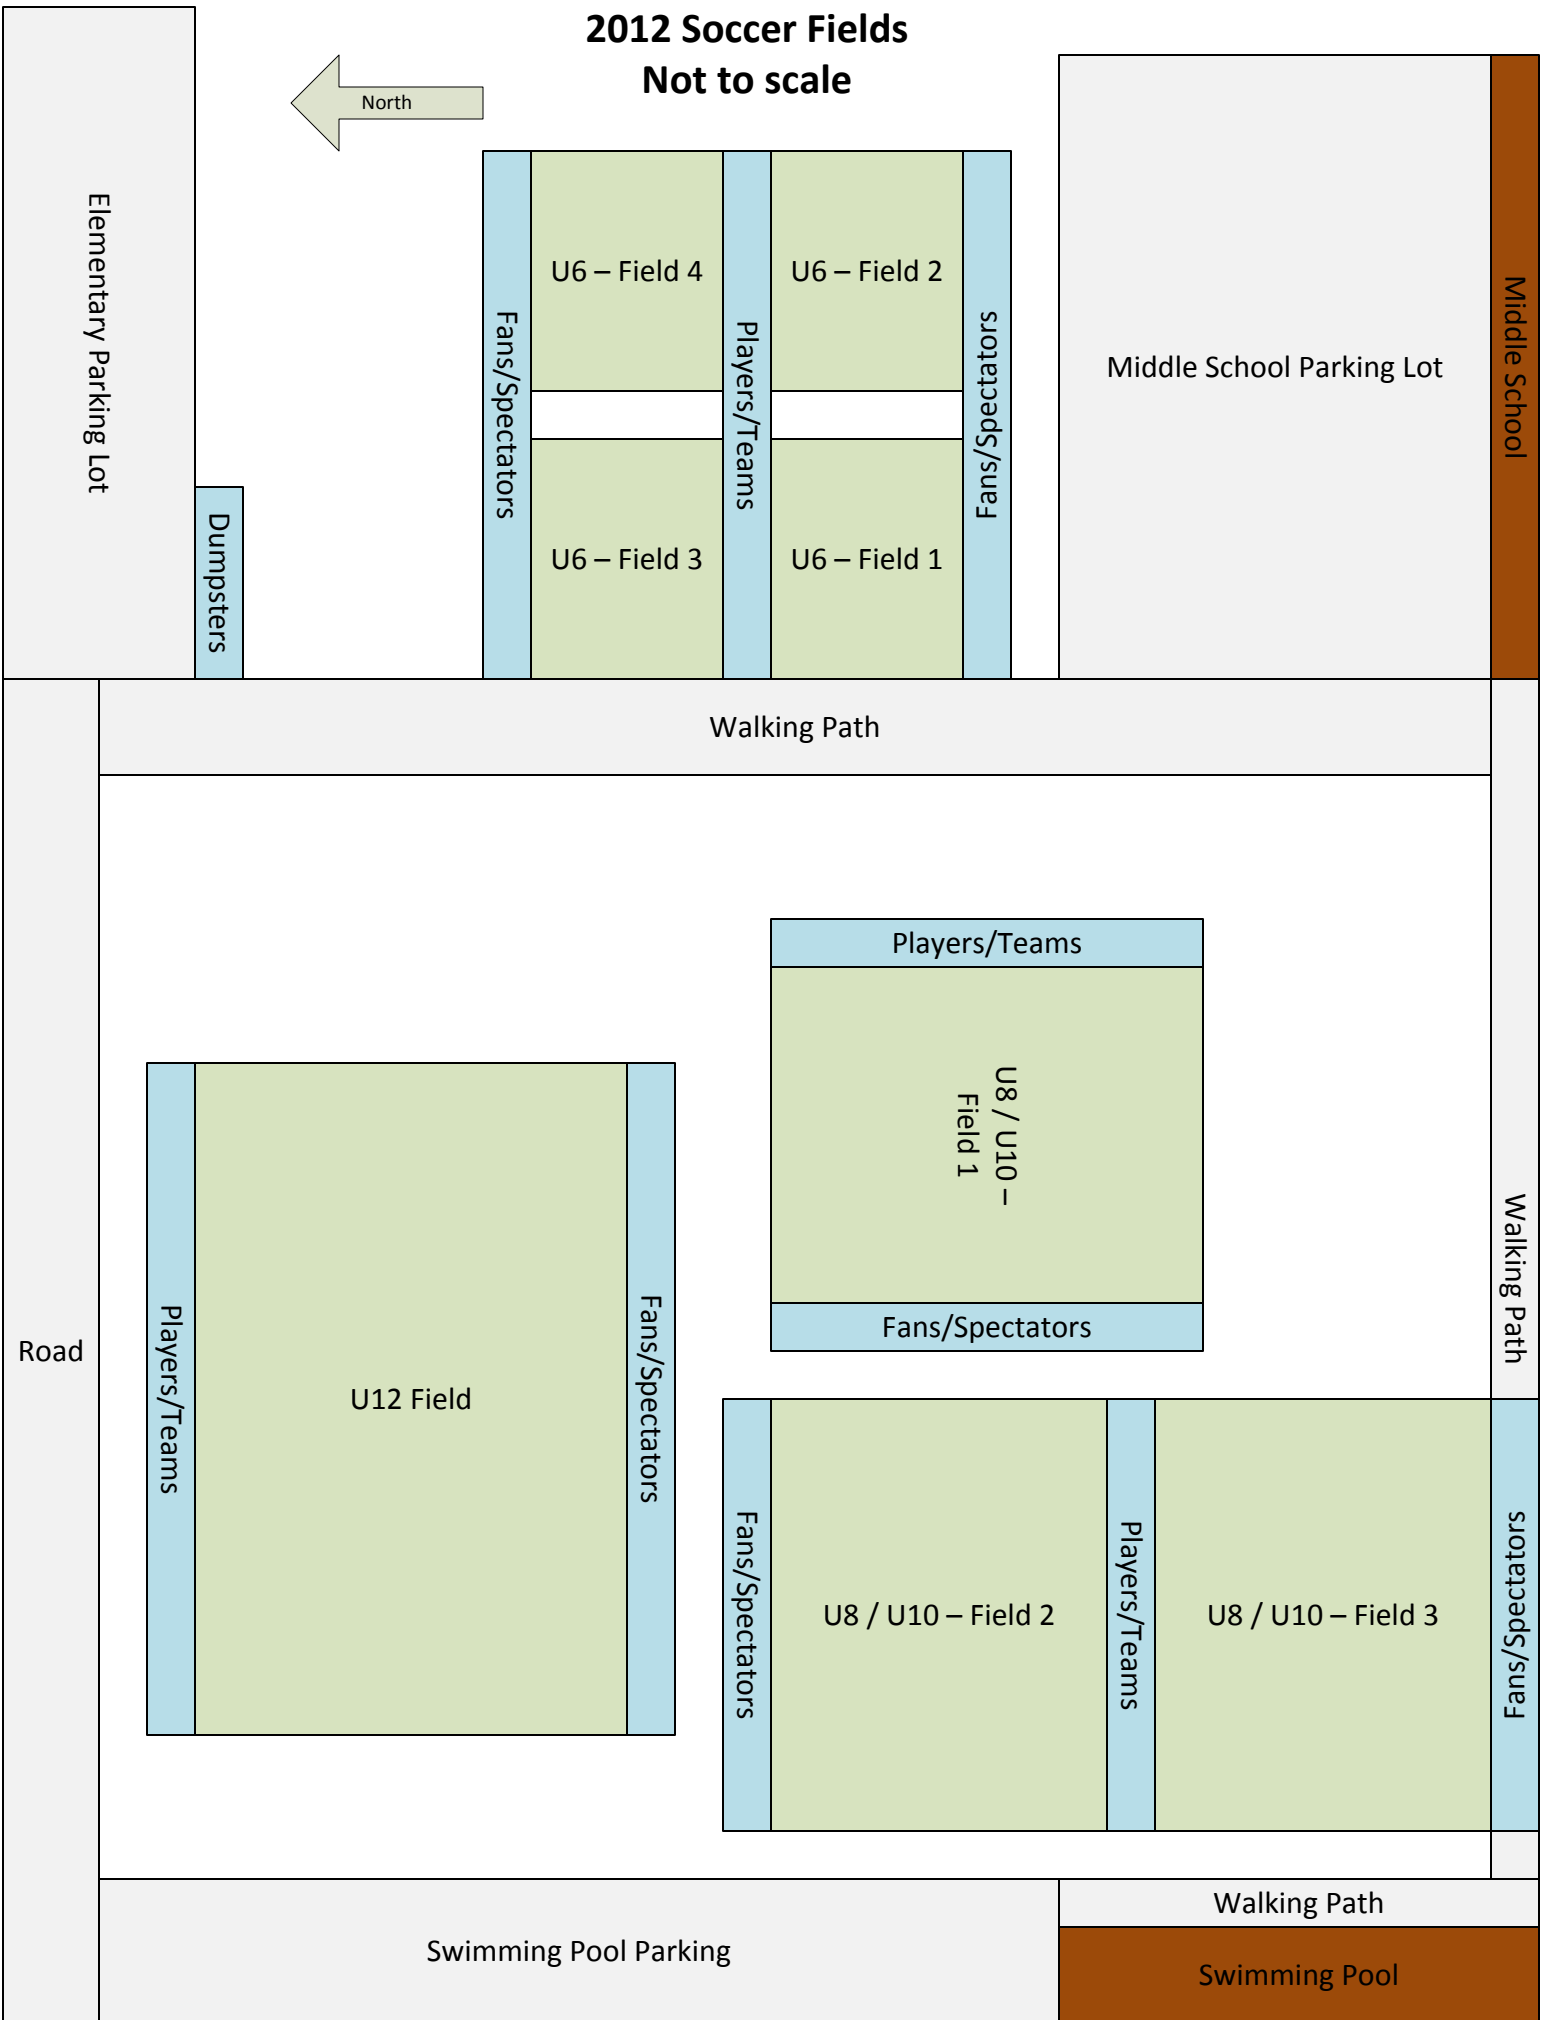 2012 Soccer Fields
Not to scale
North
Elementary Parking Lot
Dumpsters
Fans/Spectators
U6 – Field 4
Players/Teams
U6 – Field 2
Fans/Spectators
U6 – Field 3
U6 – Field 1
Middle School Parking Lot
Middle School
Walking Path
Road
Players/Teams
U12 Field
Fans/Spectators
Players/Teams
U8 / U10 –
Field 1
Fans/Spectators
Walking Path
Fans/Spectators
U8 / U10 – Field 2
Players/Teams
U8 / U10 – Field 3
Fans/Spectators
Swimming Pool Parking
Walking Path
Swimming Pool